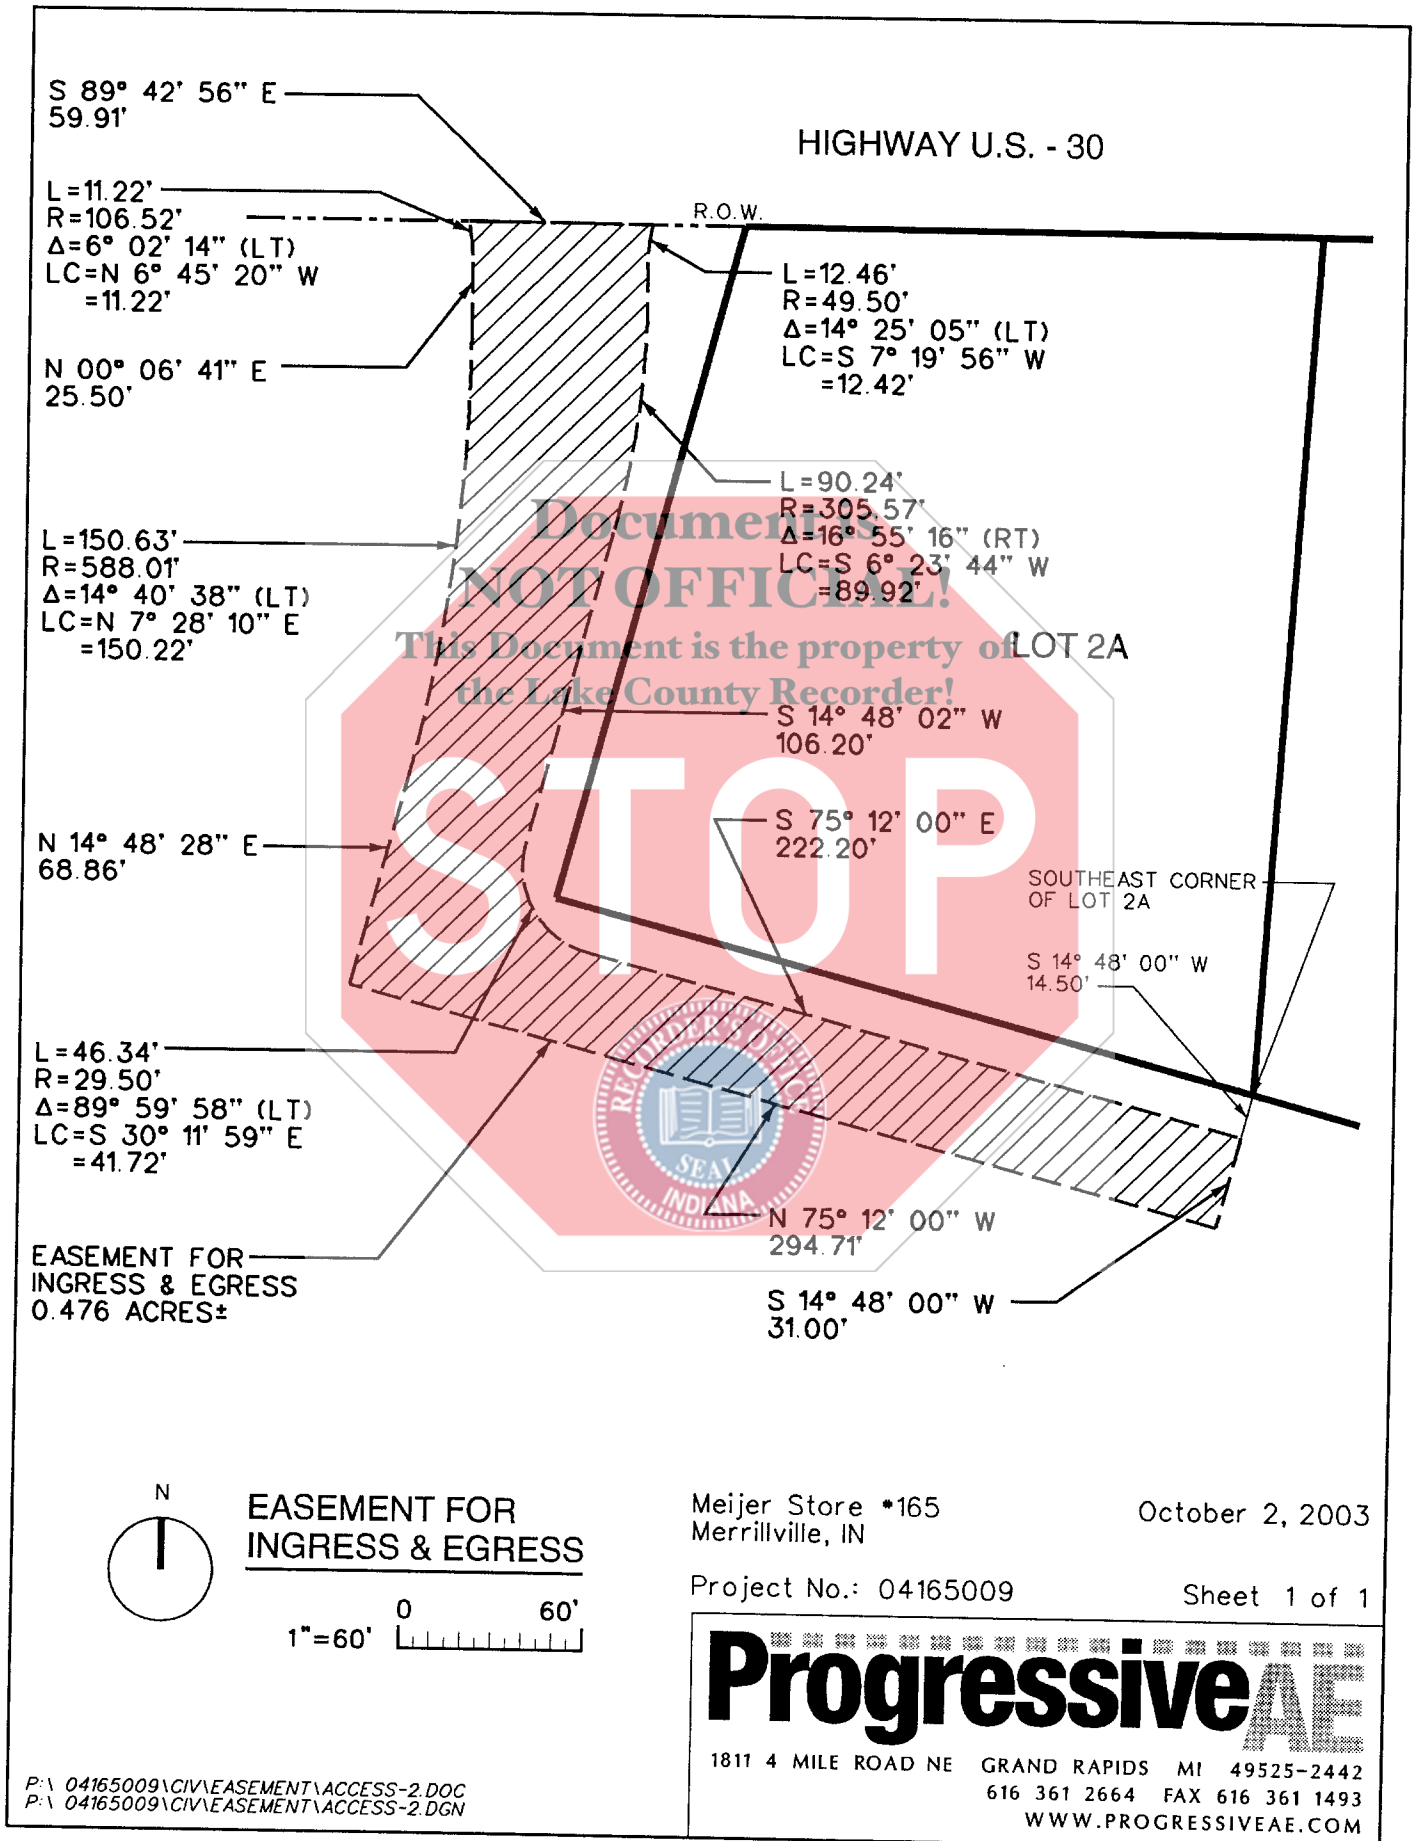 S 89° 42' 56" E
59.91'
HIGHWAY U.S. - 30
L=11.22'
R=106.52'
Δ=6° 02' 14" (LT)
LC=N 6° 45' 20" W
=11.22'
R.O.W.
L=12.46'
R=49.50'
Δ=14° 25' 05" (LT)
LC=S 7° 19' 56" W
=12.42'
N 00° 06' 41" E
25.50'
L=90.24'
R=305.57'
Δ=16° 55' 16" (RT)
LC=S 6° 23' 44" W
=89.92'
Document is
NOT OFFICIAL!
This Document is the property of
the Lake County Recorder!
L=150.63'
R=588.01'
Δ=14° 40' 38" (LT)
LC=N 7° 28' 10" E
=150.22'
LOT 2A
S 14° 48' 02" W
106.20'
STOP
S 75° 12' 00" E
222.20'
N 14° 48' 28" E
68.86'
SOUTHEAST CORNER
OF LOT 2A
S 14° 48' 00" W
14.50'
L=46.34'
R=29.50'
Δ=89° 59' 58" (LT)
LC=S 30° 11' 59" E
=41.72'
RECORDER'S OFFICE
SEAL
INDIANA
N 75° 12' 00" W
294.71'
EASEMENT FOR
INGRESS & EGRESS
0.476 ACRES±
S 14° 48' 00" W
31.00'
N
EASEMENT FOR
INGRESS & EGRESS
0 60'
1"=60'
Meijer Store #165
Merrillville, IN
October 2, 2003
Project No.: 04165009
Sheet 1 of 1
Progressive AE
1811 4 MILE ROAD NE GRAND RAPIDS MI 49525-2442
616 361 2664 FAX 616 361 1493
WWW.PROGRESSIVEAE.COM
P:\ 04165009\CIV\EASEMENT\ACCESS-2.DOC
P:\ 04165009\CIV\EASEMENT\ACCESS-2.DGN